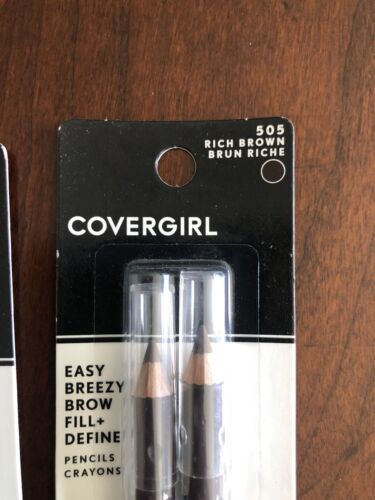 505
RICH BROWN
BRUN RICHE
COVERGIRL
EASY
BREEZY
BROW
FILL+
DEFINE
PENCILS
CRAYONS